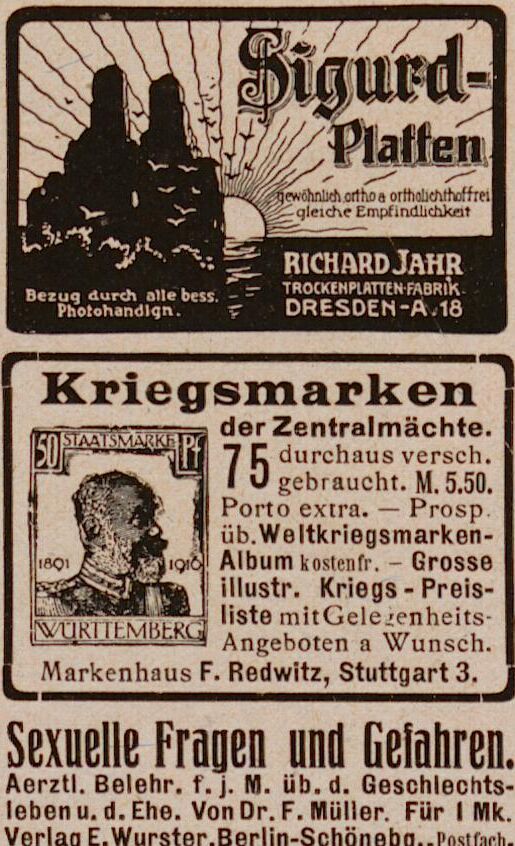 Sigurd-
Platten
gewöhnlich, ortho u ortholichthoffrei
gleiche Empfindlichkeit
RICHARD JAHR
TROCKENPLATTEN-FABRIK
DRESDEN-A.18
Bezug durch alle bess.
Photohandlgn.
Kriegsmarken
der Zentralmächte.
75 durchaus versch.
gebraucht. M. 5.50.
Porto extra. — Prosp.
üb. Weltkriegsmarken-
Album kostenfr. – Grosse
illustr. Kriegs-Preis-
liste mit Gelegenheits-
Angeboten a Wunsch.
Markenhaus F. Redwitz, Stuttgart 3.
50 STAATSMARKE Pf
1891 1916
WÜRTTEMBERG
Sexuelle Fragen und Gefahren.
Aerztl. Belehr. f. j. M. üb. d. Geschlechts-
leben u. d. Ehe. Von Dr. F. Müller. Für 1 Mk.
Verlag E. Wurster, Berlin-Schönebg., Postfach.